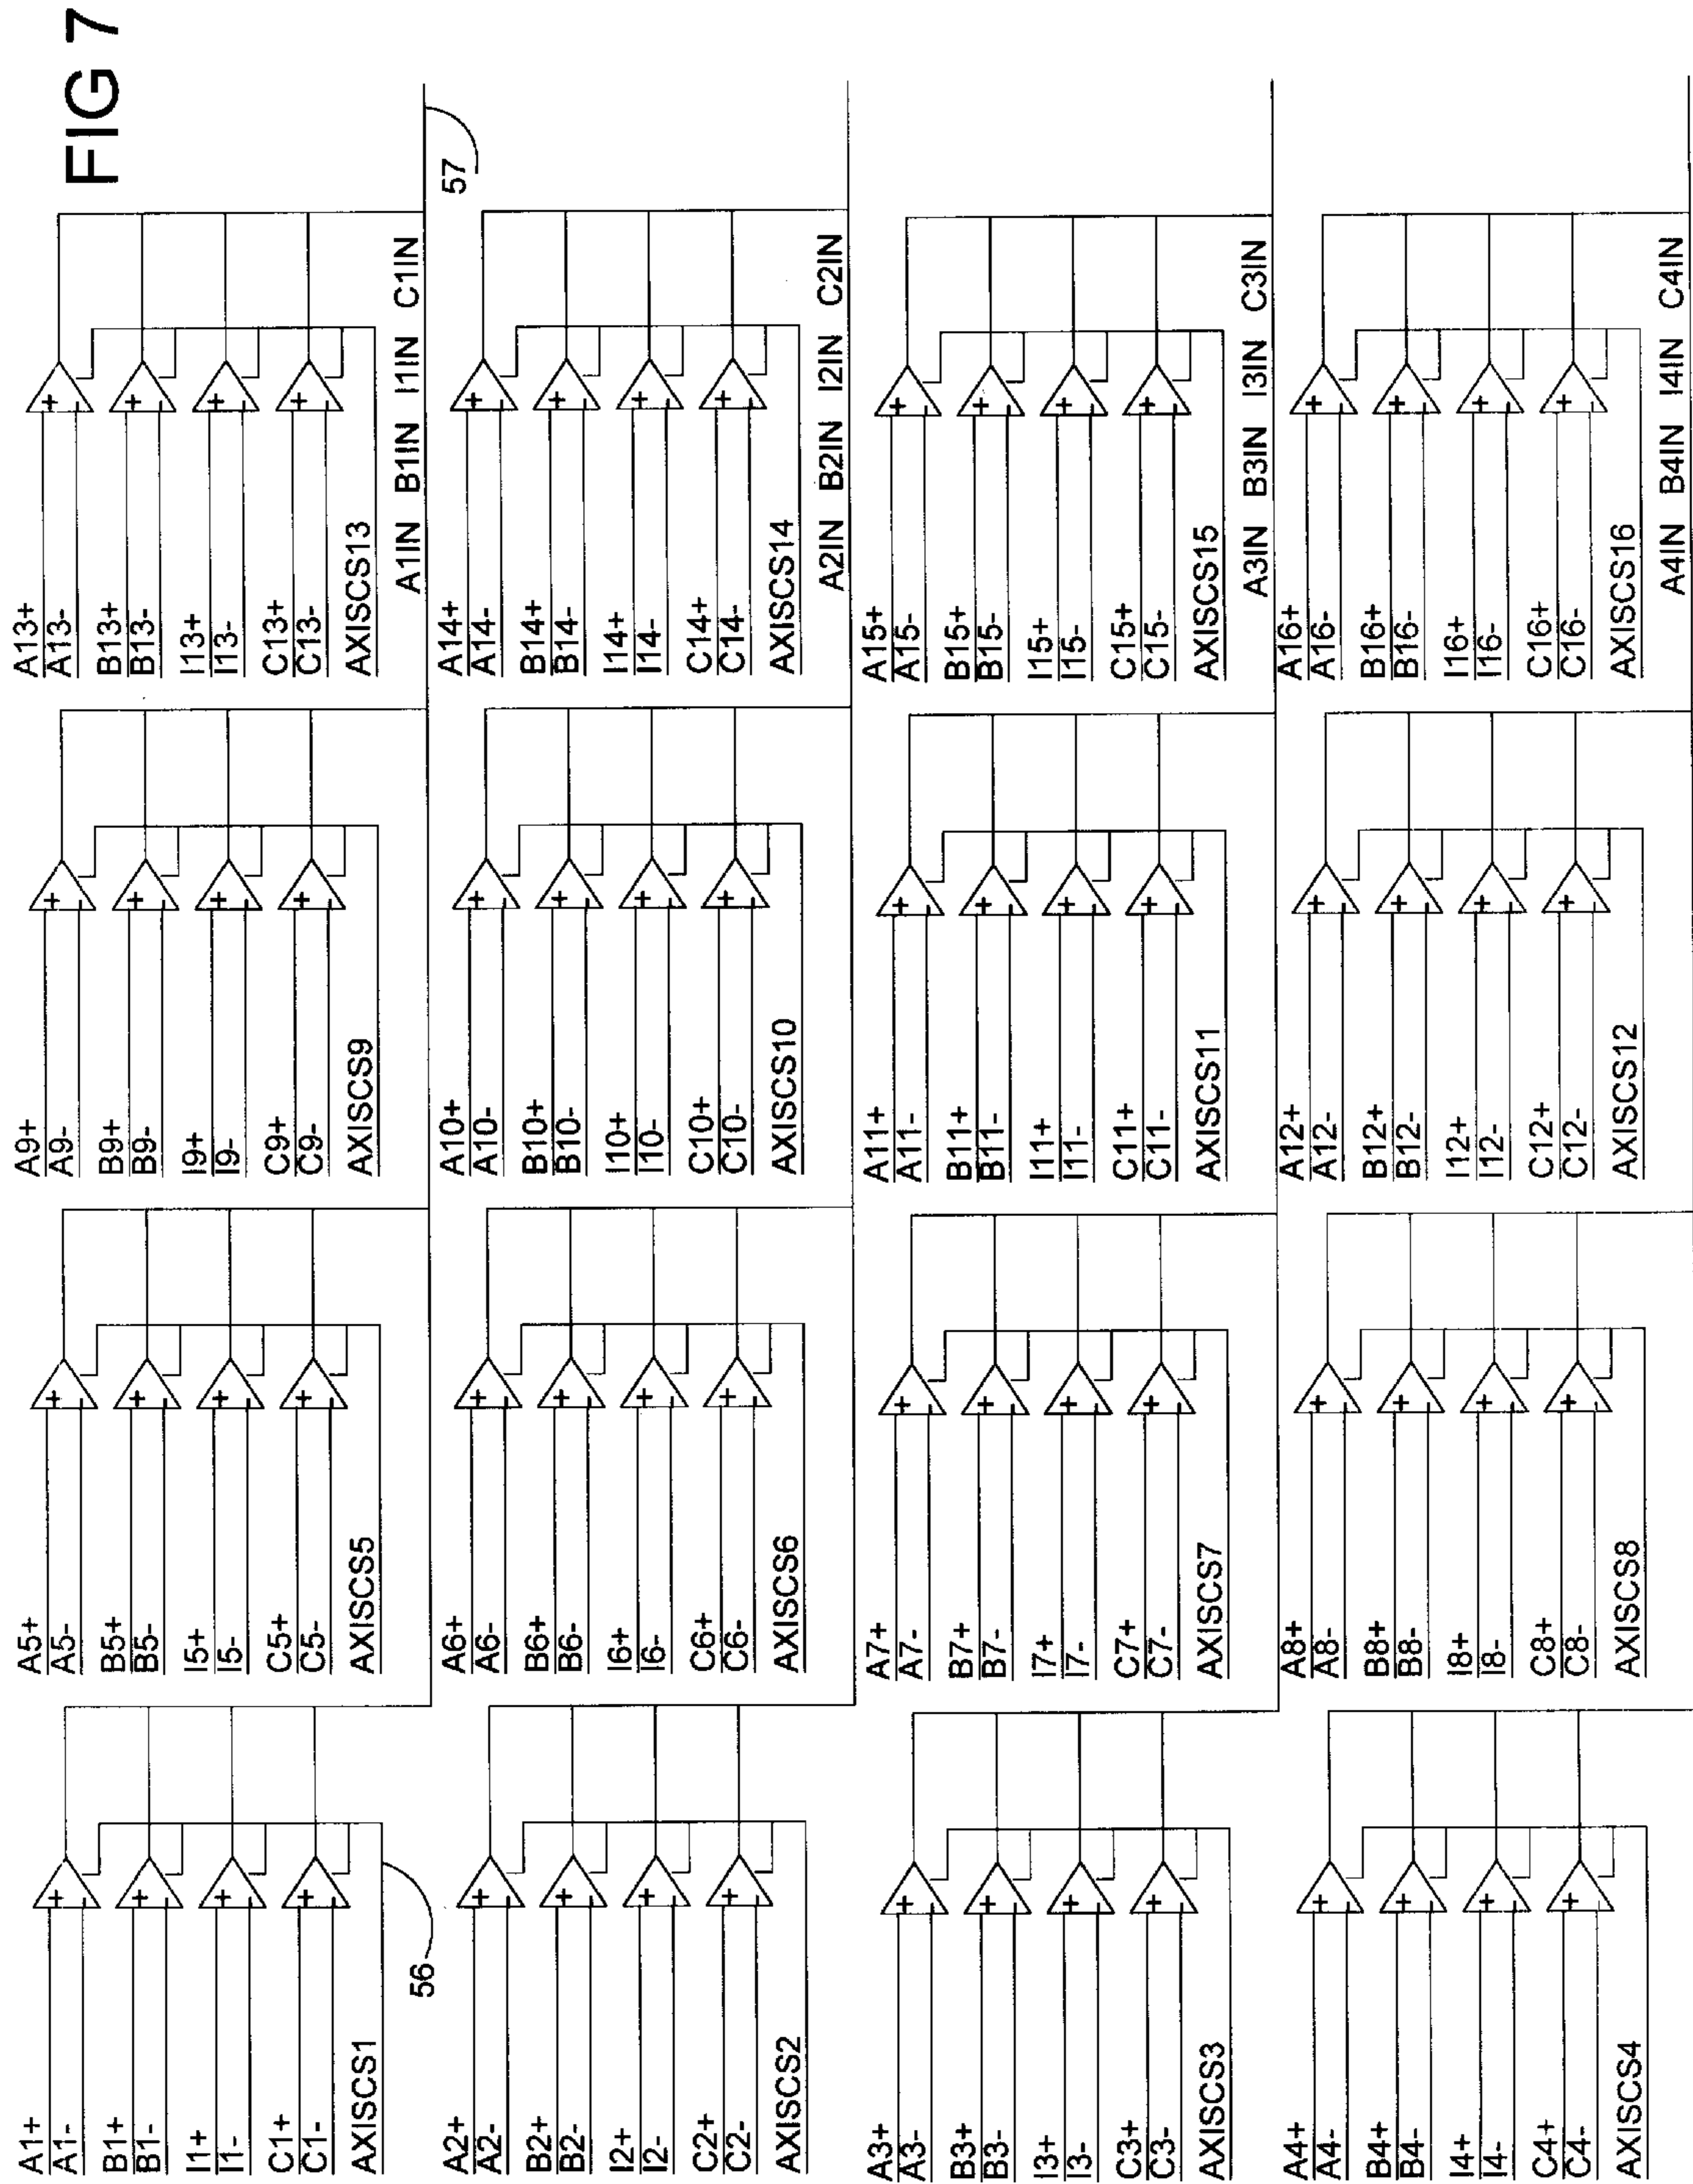 FIG 7
A1+
A1-
B1+
B1-
I1+
I1-
C1+
C1-
AXISCS1
56
A5+
A5-
B5+
B5-
I5+
I5-
C5+
C5-
AXISCS5
A9+
A9-
B9+
B9-
I9+
I9-
C9+
C9-
AXISCS9
A13+
A13-
B13+
B13-
I13+
I13-
C13+
C13-
AXISCS13
A1IN B1IN I1IN C1IN
57
A2+
A2-
B2+
B2-
I2+
I2-
C2+
C2-
AXISCS2
A6+
A6-
B6+
B6-
I6+
I6-
C6+
C6-
AXISCS6
A10+
A10-
B10+
B10-
I10+
I10-
C10+
C10-
AXISCS10
A14+
A14-
B14+
B14-
I14+
I14-
C14+
C14-
AXISCS14
A2IN B2IN I2IN C2IN
A3+
A3-
B3+
B3-
I3+
I3-
C3+
C3-
AXISCS3
A7+
A7-
B7+
B7-
I7+
I7-
C7+
C7-
AXISCS7
A11+
A11-
B11+
B11-
I11+
I11-
C11+
C11-
AXISCS11
A15+
A15-
B15+
B15-
I15+
I15-
C15+
C15-
AXISCS15
A3IN B3IN I3IN C3IN
A4+
A4-
B4+
B4-
I4+
I4-
C4+
C4-
AXISCS4
A8+
A8-
B8+
B8-
I8+
I8-
C8+
C8-
AXISCS8
A12+
A12-
B12+
B12-
I12+
I12-
C12+
C12-
AXISCS12
A16+
A16-
B16+
B16-
I16+
I16-
C16+
C16-
AXISCS16
A4IN B4IN I4IN C4IN